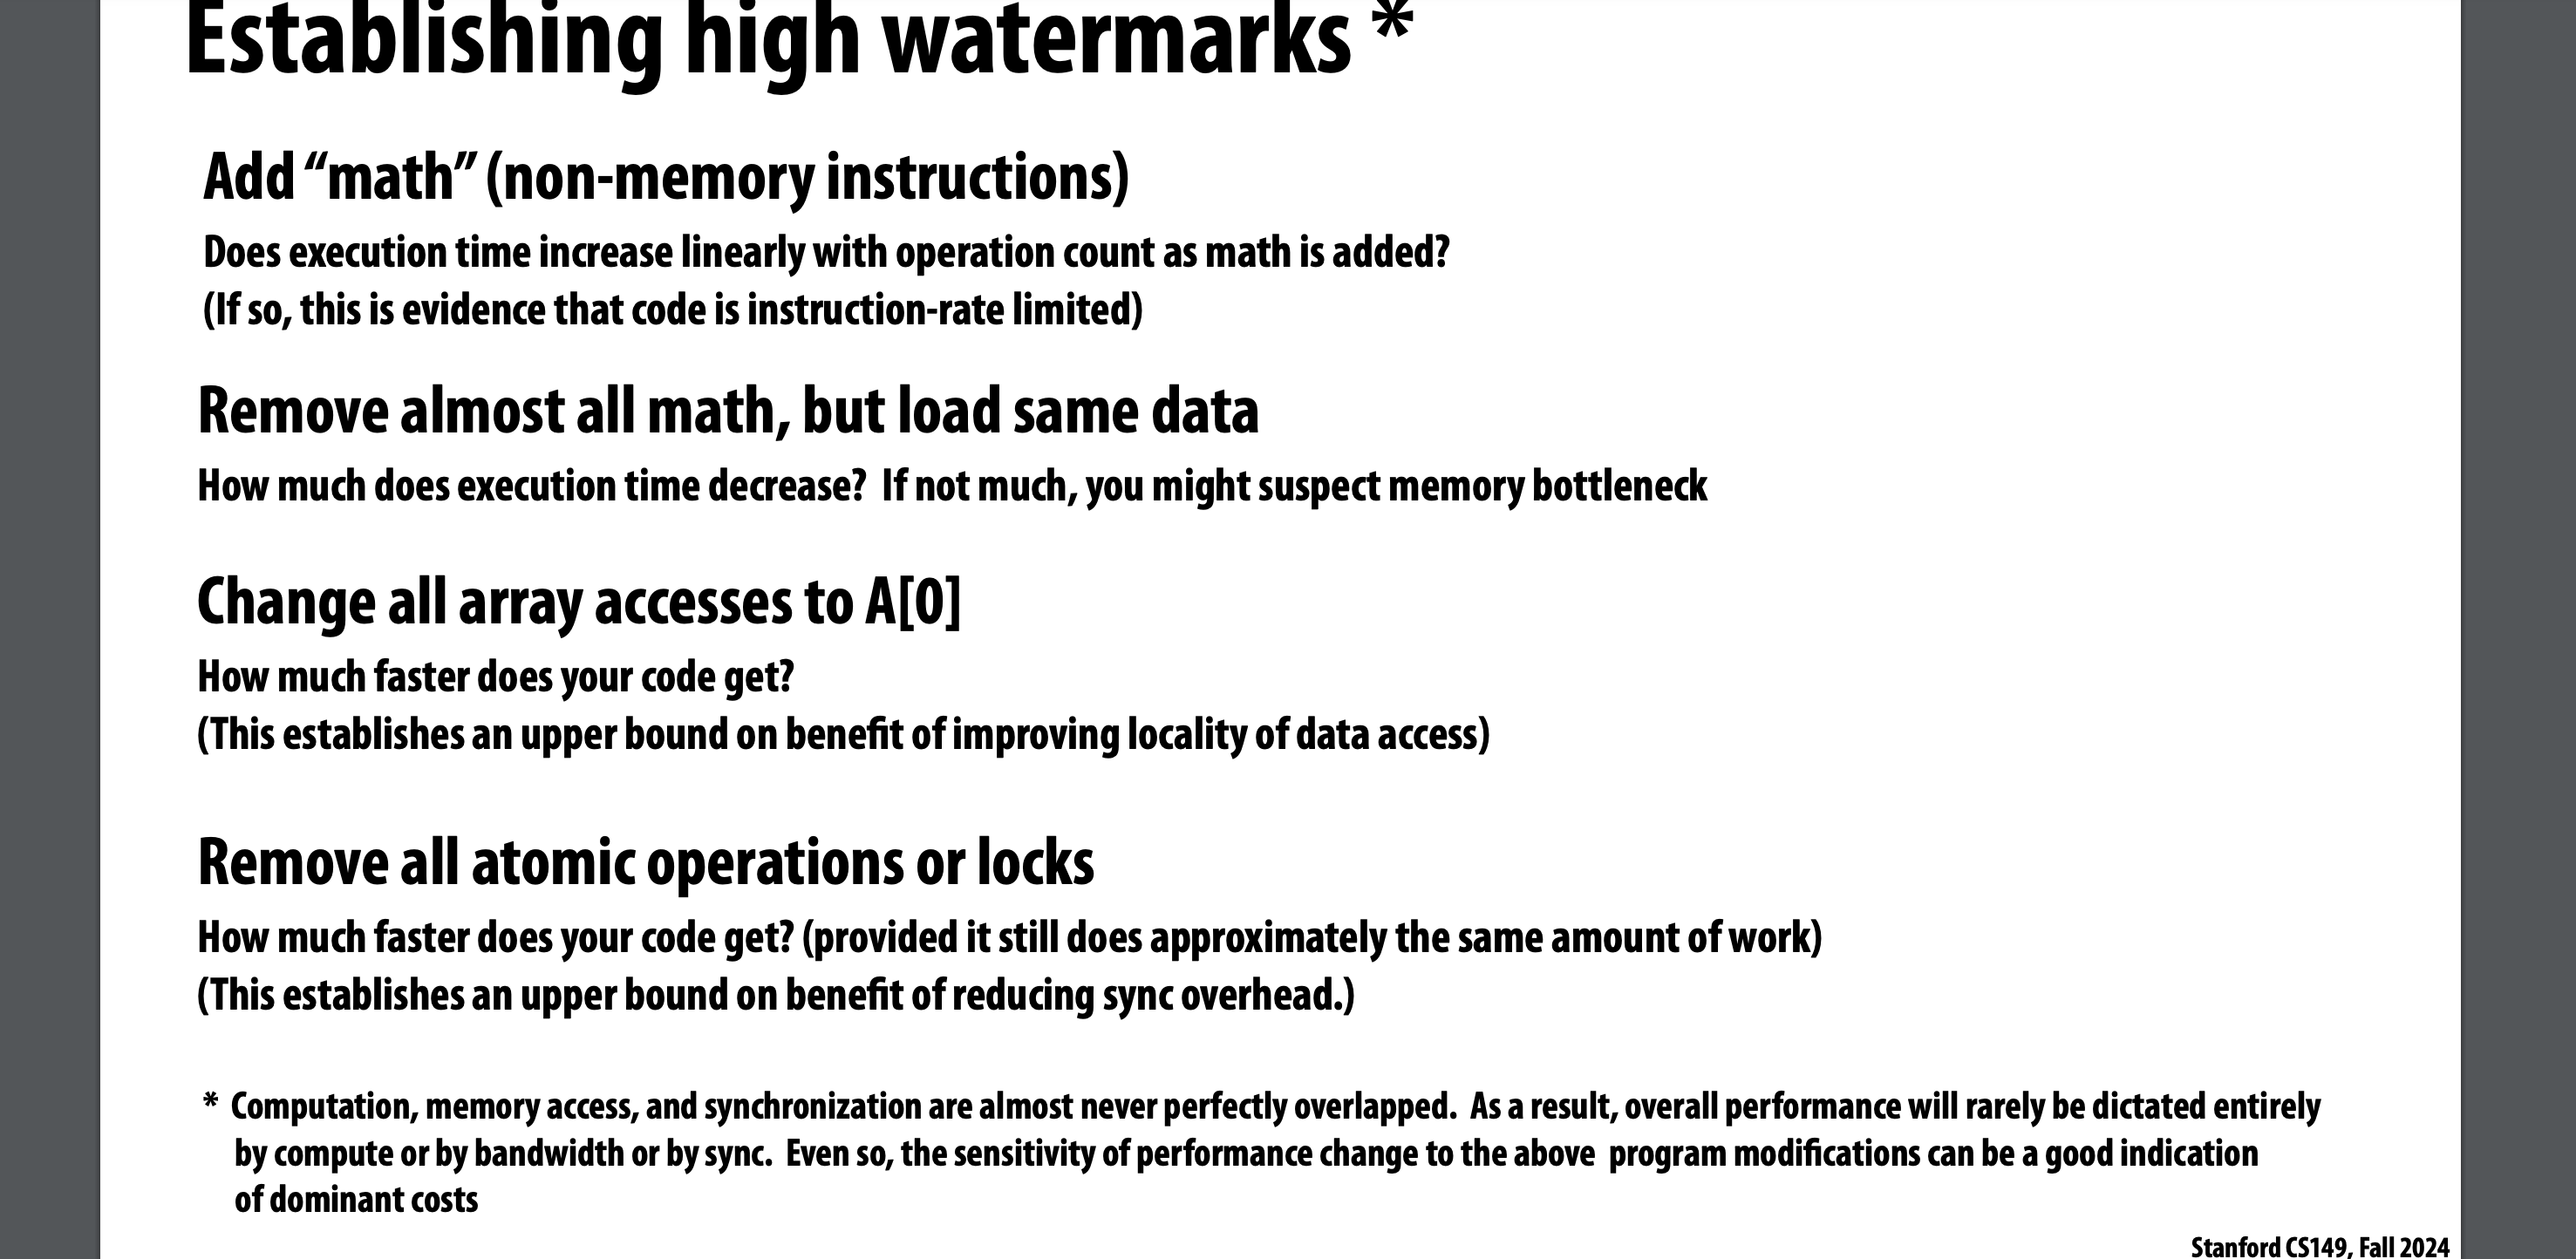 Establishing high watermarks *
Add “math” (non-memory instructions)
Does execution time increase linearly with operation count as math is added?
(If so, this is evidence that code is instruction-rate limited)
Remove almost all math, but load same data
How much does execution time decrease?  If not much, you might suspect memory bottleneck
Change all array accesses to A[0]
How much faster does your code get?
(This establishes an upper bound on benefit of improving locality of data access)
Remove all atomic operations or locks
How much faster does your code get? (provided it still does approximately the same amount of work)
(This establishes an upper bound on benefit of reducing sync overhead.)
* Computation, memory access, and synchronization are almost never perfectly overlapped.  As a result, overall performance will rarely be dictated entirely
by compute or by bandwidth or by sync.  Even so, the sensitivity of performance change to the above  program modifications can be a good indication
of dominant costs
Stanford CS149, Fall 2024